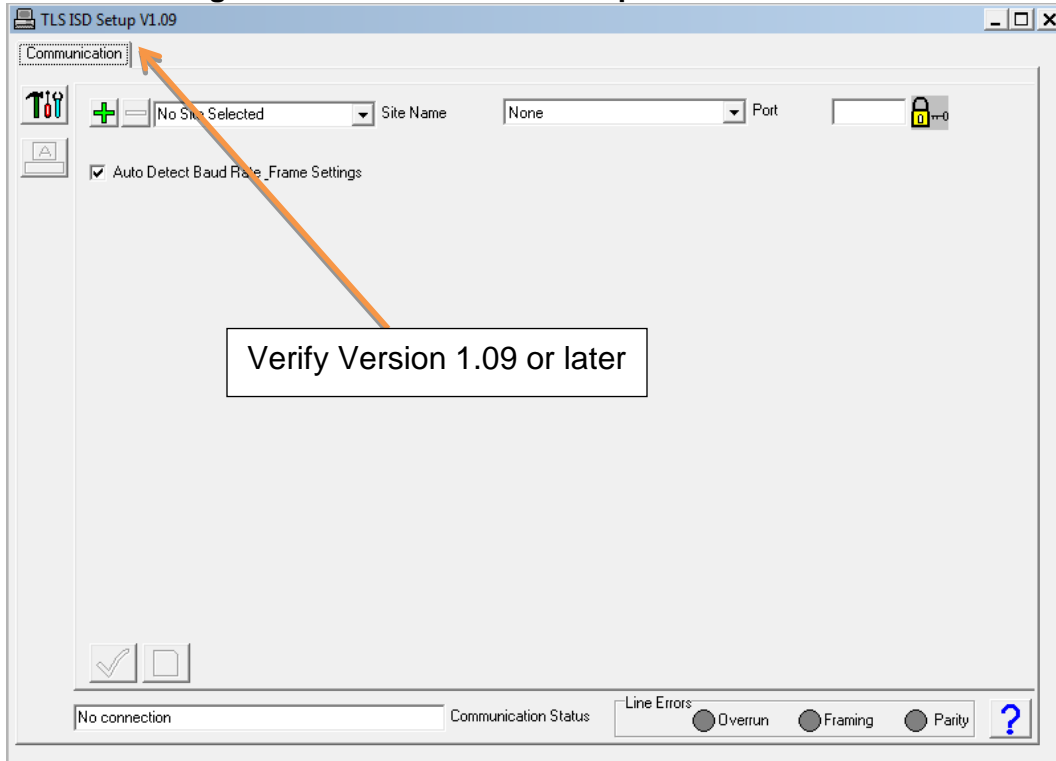 TLS ISD Setup V1.09
Communication
No Site Selected Site Name None Port
A
Auto Detect Baud Rate_Frame Settings
Verify Version 1.09 or later
No connection Communication Status Line Errors Overrun Framing Parity ?